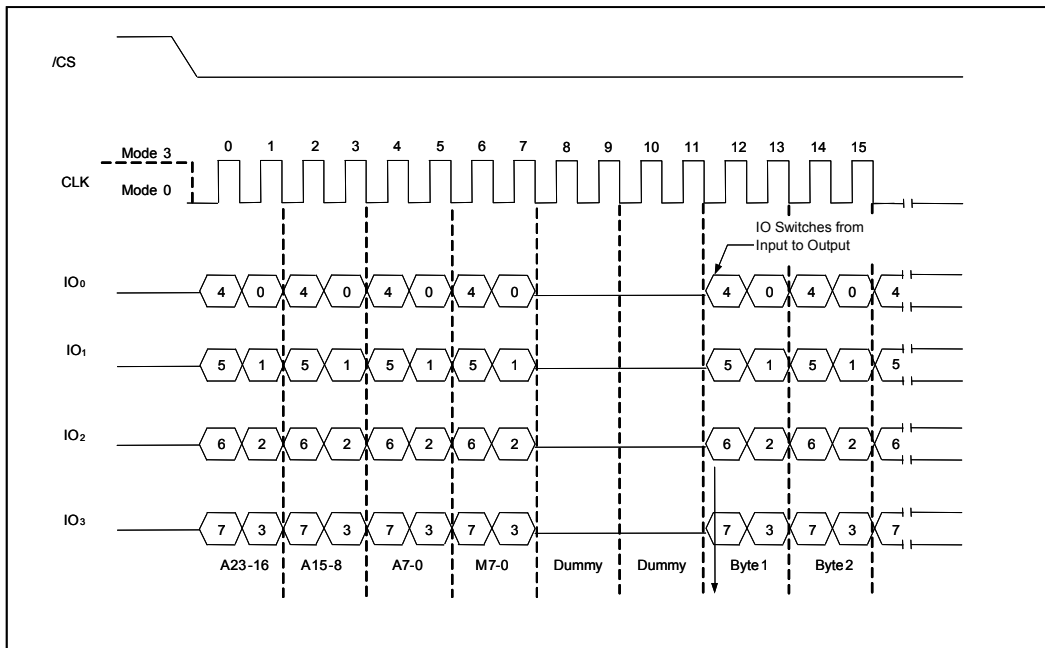 /CS
Mode 3
0 1 2 3 4 5 6 7 8 9 10 11 12 13 14 15
CLK
Mode 0
IO Switches from
Input to Output
IO0
4 0 4 0 4 0 4 0 4 0 4 0 4
IO1
5 1 5 1 5 1 5 1 5 1 5 1 5
IO2
6 2 6 2 6 2 6 2 6 2 6 2 6
IO3
7 3 7 3 7 3 7 3 7 3 7 3 7
A23-16 A15-8 A7-0 M7-0 Dummy Dummy Byte1 Byte2